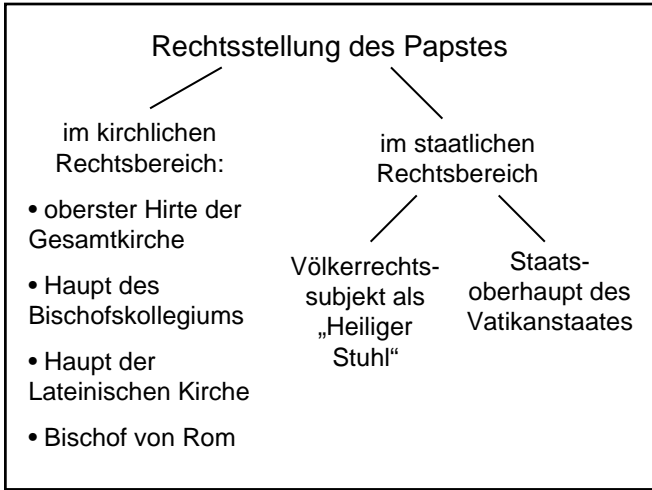 Rechtsstellung des Papstes
im kirchlichen
Rechtsbereich:
• oberster Hirte der
Gesamtkirche
• Haupt des
Bischofskollegiums
• Haupt der
Lateinischen Kirche
• Bischof von Rom
im staatlichen
Rechtsbereich
Völkerrechts-
subjekt als
„Heiliger
Stuhl“
Staats-
oberhaupt des
Vatikanstaates